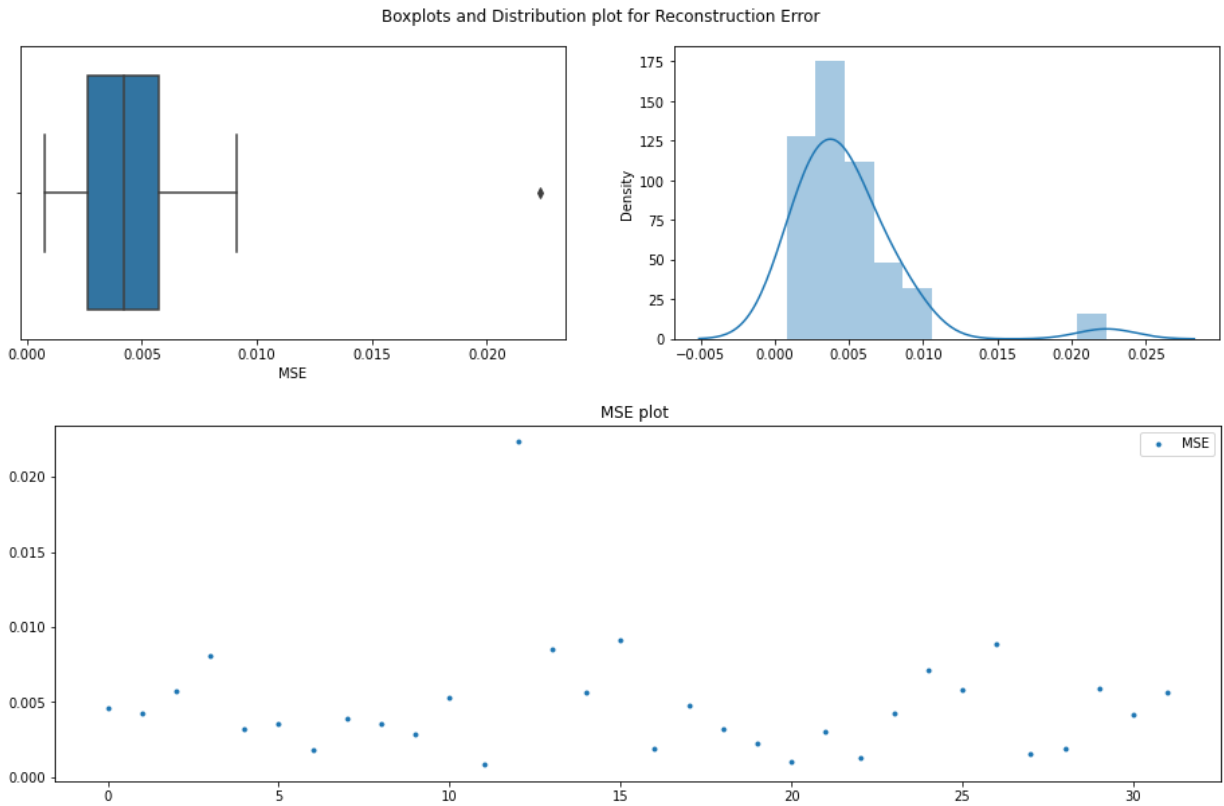 Boxplots and Distribution plot for Reconstruction Error
0.000 0.005 0.010 0.015 0.020
MSE
175
150
125
100
75
50
25
0
Density
−0.005 0.000 0.005 0.010 0.015 0.020 0.025
MSE plot
MSE
0.020
0.015
0.010
0.005
0.000
0 5 10 15 20 25 30